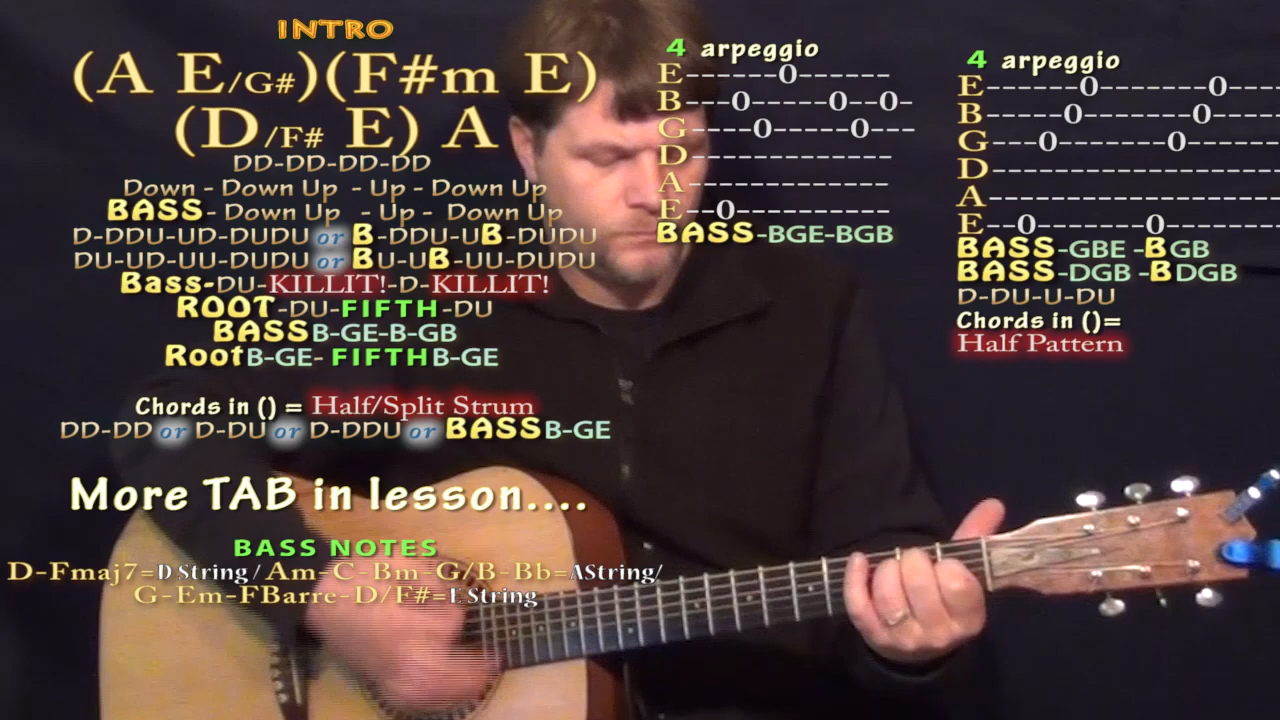 INTRO
(A E/G#)(F#m E)
(D/F# E) A
DD-DD-DD-DD
Down - Down Up - Up - Down Up
BASS - Down Up - Up - Down Up
D-DDU-UD-DUDU or B-DDU-UB-DUDU
DU-UD-UU-DUDU or BU-UB-UU-DUDU
Bass-DU-KILLIT!-D-KILLIT!
ROOT-DU-FIFTH-DU
BASS B-GE-B-GB
Root B-GE- FIFTH B-GE
Chords in () = Half/Split Strum
DD-DD or D-DU or D-DDU or BASS B-GE
More TAB in lesson....
BASS NOTES
D-Fmaj7=D String / Am-C-Bm-G/B-Bb=AString/
G-Em-FBarre-D/F#=E String
4 arpeggio
E------0-------
B---0------0--0-
G----0------0---
D-------------
A-------------
E--0----------
BASS-BGE-BGB
4 arpeggio
E-------0--------0----
B------0--------0-----
G----0--------0------
D-------------------
A-------------------
E---0--------0--------
BASS-GBE -BGB
BASS-DGB -BDGB
D-DU-U-DU
Chords in ()=
Half Pattern